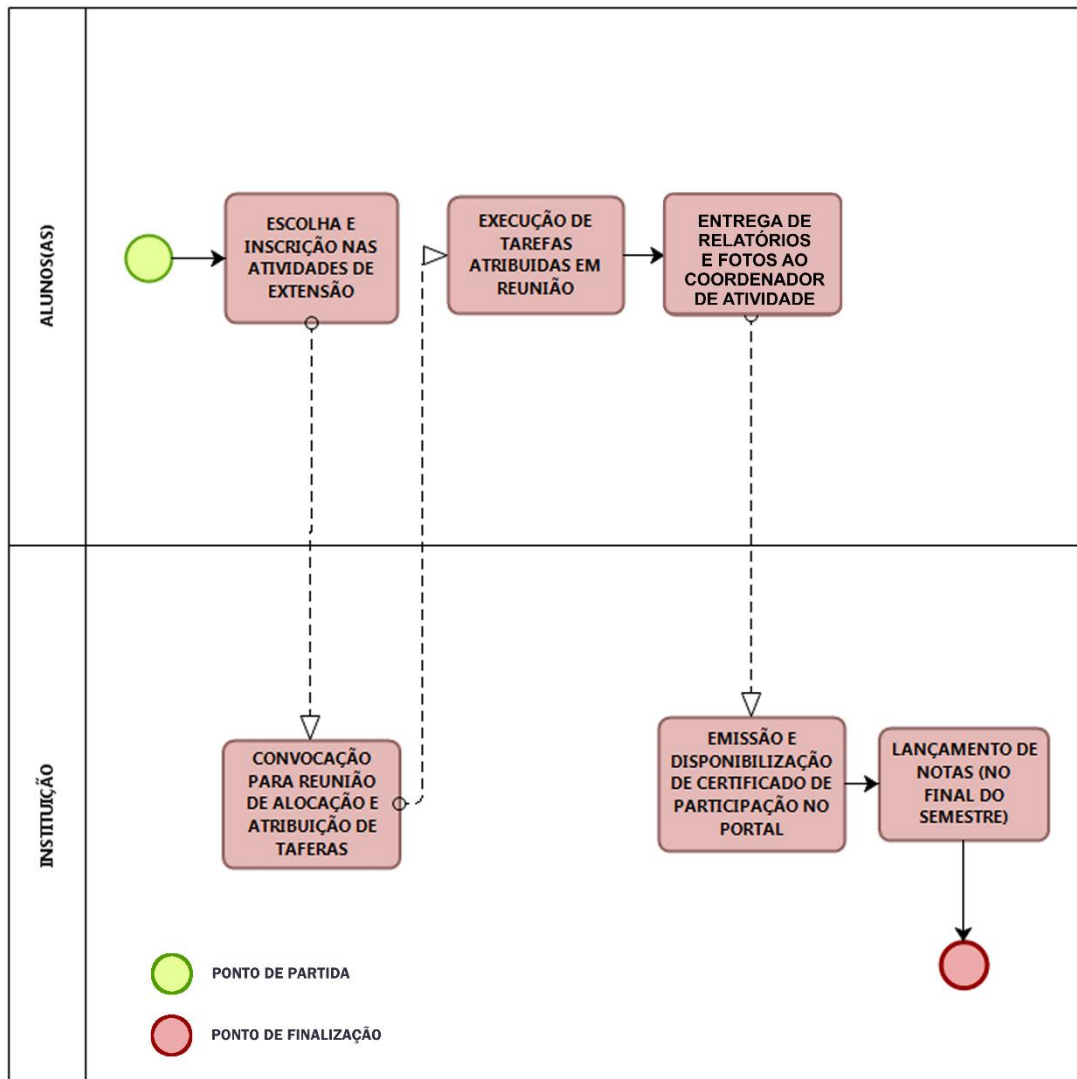 ALUNOS(AS)
ESCOLHA E
INSCRIÇÃO NAS
ATIVIDADES DE
EXTENSÃO
EXECUÇÃO DE
TAREFAS
ATRIBUIDAS EM
REUNIÃO
ENTREGA DE
RELATÓRIOS
E FOTOS AO
COORDENADOR
DE ATIVIDADE
INSTITUIÇÃO
CONVOCAÇÃO
PARA REUNIÃO
DE ALOCAÇÃO E
ATRIBUIÇÃO DE
TAFERAS
EMISSÃO E
DISPONIBILIZAÇÃO
DE CERTIFICADO DE
PARTICIPAÇÃO NO
PORTAL
LANÇAMENTO DE
NOTAS (NO
FINAL DO
SEMESTRE)
PONTO DE PARTIDA
PONTO DE FINALIZAÇÃO